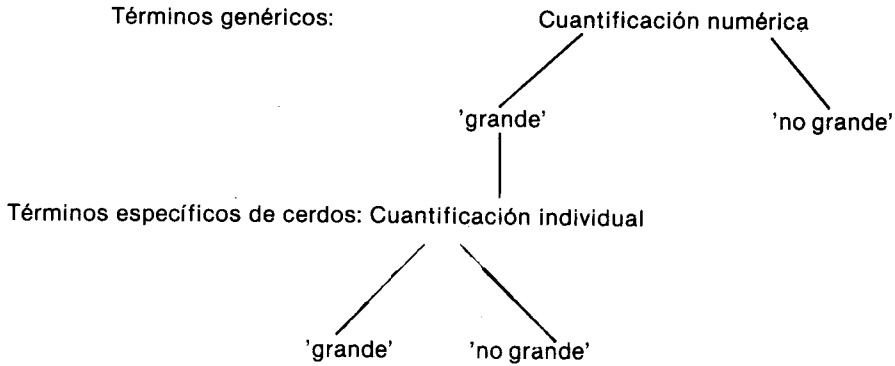 Términos genéricos: Cuantificación numérica
'grande' 'no grande'
Términos específicos de cerdos: Cuantificación individual
'grande' 'no grande'